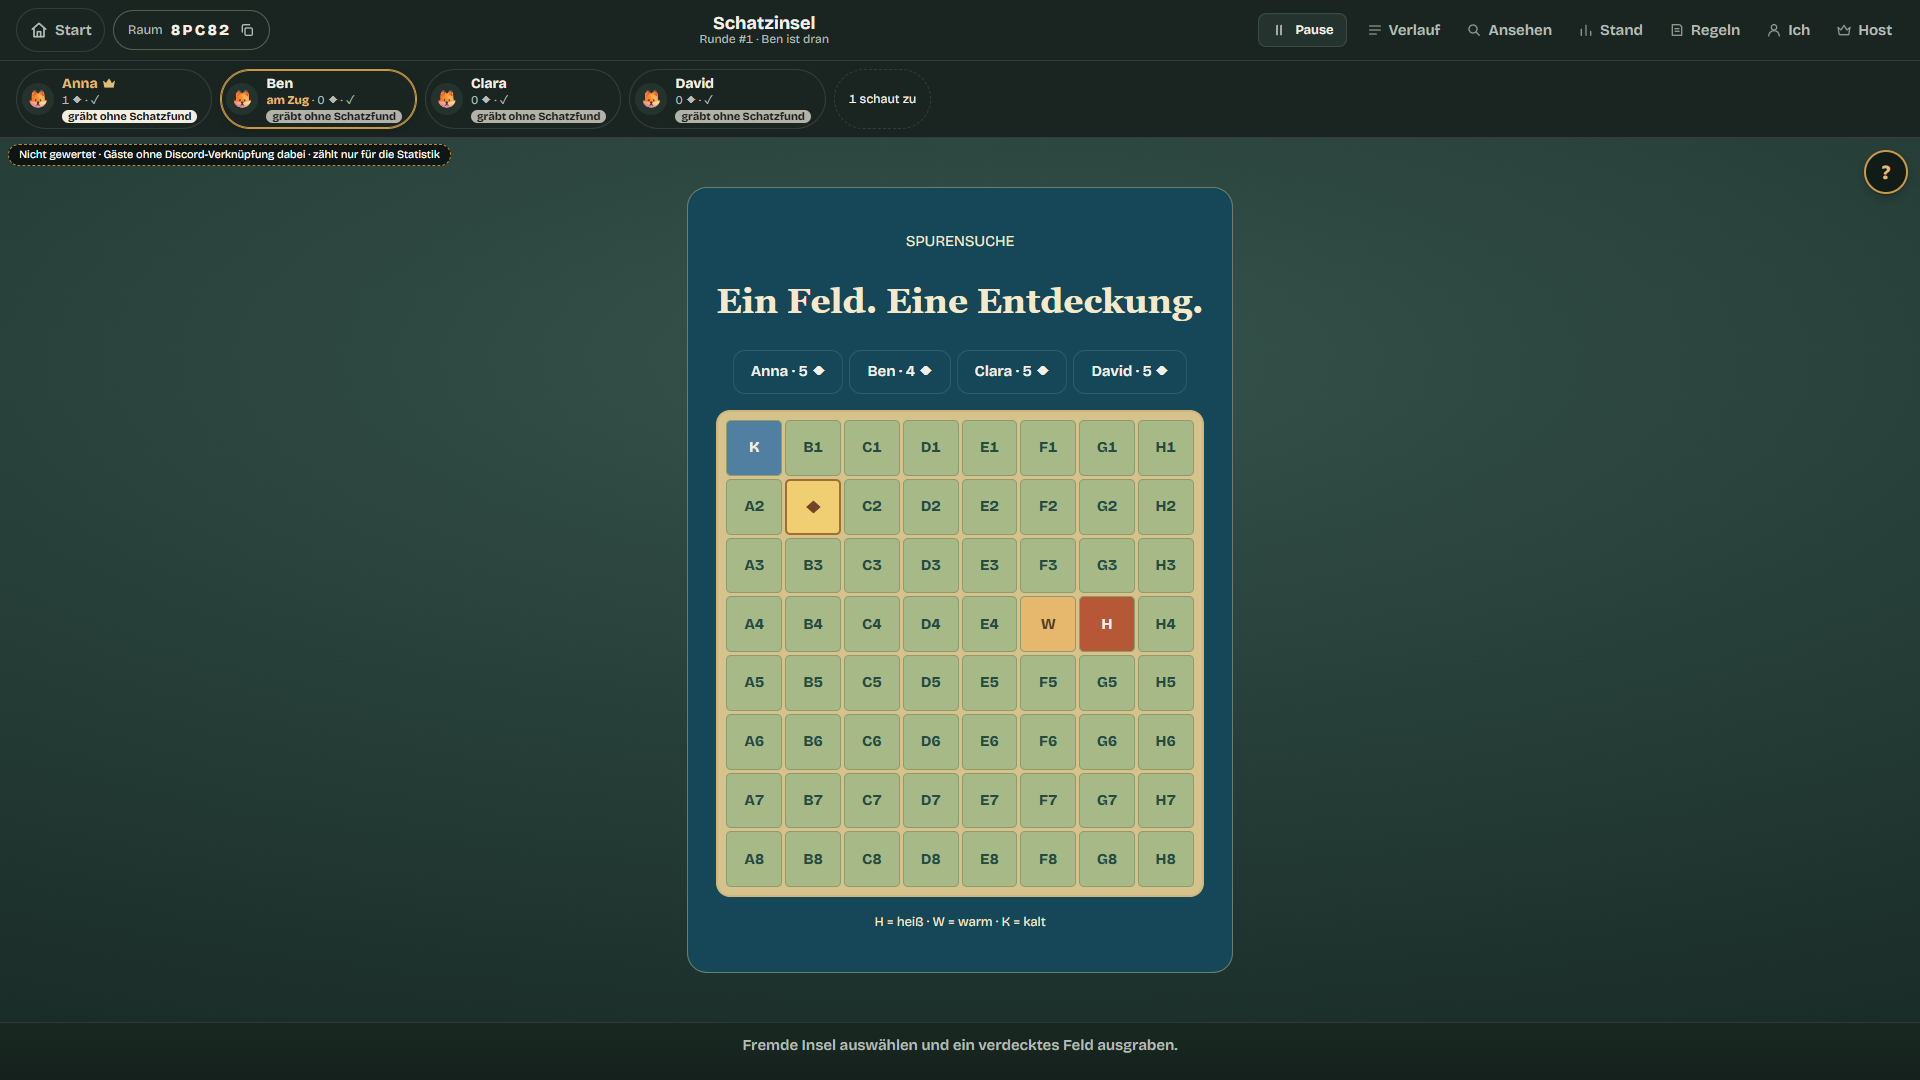 Start
Raum 8PC82
Schatzinsel
Runde #1 · Ben ist dran
Pause
Verlauf
Ansehen
Stand
Regeln
Ich
Host
Anna
1 ◆ · ✓
gräbt ohne Schatzfund
Ben
am Zug · 0 ◆ · ✓
gräbt ohne Schatzfund
Clara
0 ◆ · ✓
gräbt ohne Schatzfund
David
0 ◆ · ✓
gräbt ohne Schatzfund
1 schaut zu
Nicht gewertet · Gäste ohne Discord-Verknüpfung dabei · zählt nur für die Statistik
?
SPURENSUCHE
Ein Feld. Eine Entdeckung.
Anna · 5 ◆
Ben · 4 ◆
Clara · 5 ◆
David · 5 ◆
K B1 C1 D1 E1 F1 G1 H1
A2 ◆ C2 D2 E2 F2 G2 H2
A3 B3 C3 D3 E3 F3 G3 H3
A4 B4 C4 D4 E4 W H H4
A5 B5 C5 D5 E5 F5 G5 H5
A6 B6 C6 D6 E6 F6 G6 H6
A7 B7 C7 D7 E7 F7 G7 H7
A8 B8 C8 D8 E8 F8 G8 H8
H = heiß · W = warm · K = kalt
Fremde Insel auswählen und ein verdecktes Feld ausgraben.